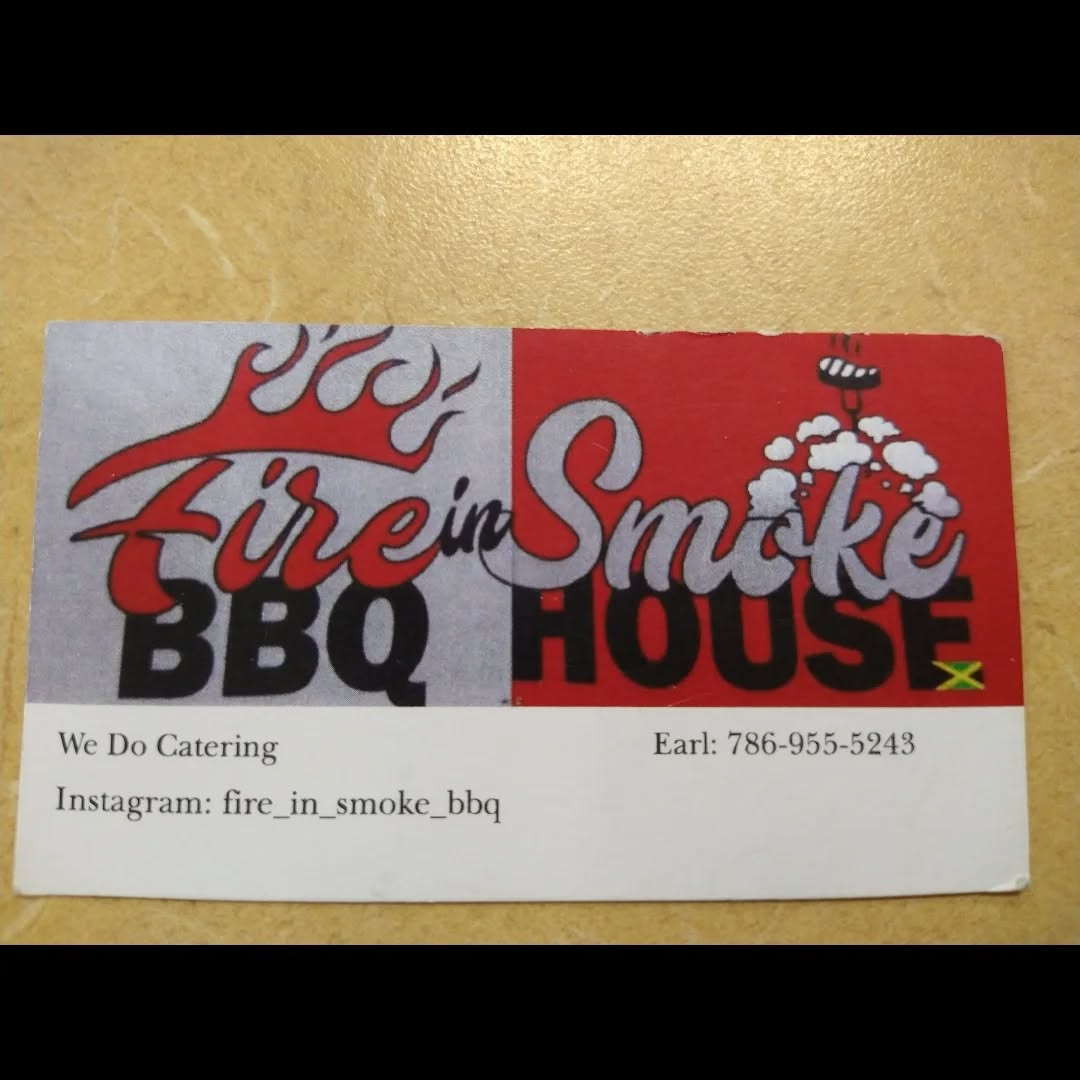 Fire in Smoke
BBQ HOUSE
We Do Catering
Earl: 786-955-5243
Instagram: fire_in_smoke_bbq